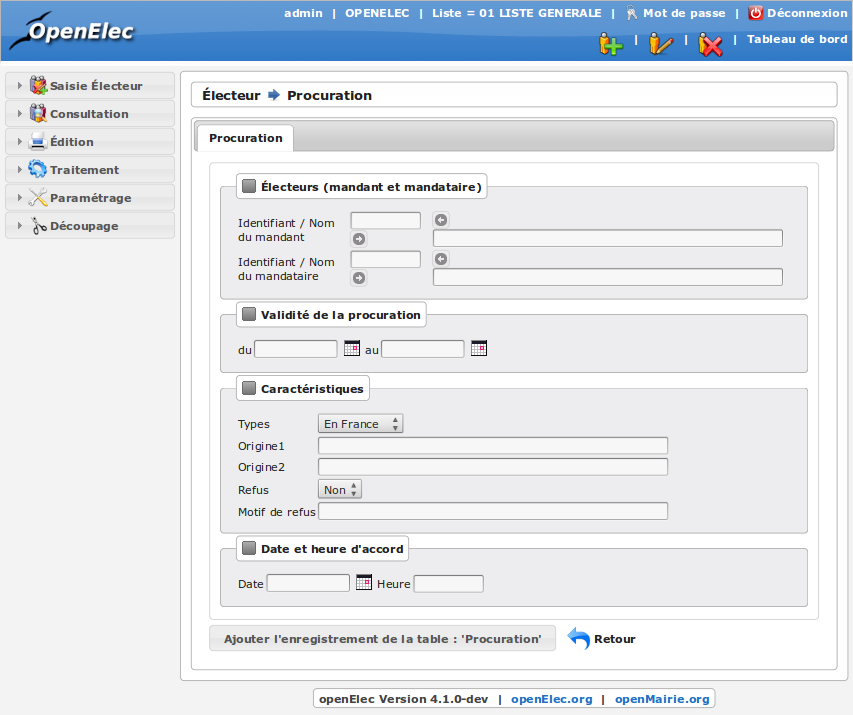 admin | OPENELEC | Liste = 01 LISTE GENERALE | Mot de passe | Déconnexion
OpenElec
| | | Tableau de bord
Saisie Électeur
Consultation
Édition
Traitement
Paramétrage
Découpage
Électeur Procuration
Procuration
Électeurs (mandant et mandataire)
Identifiant / Nom
du mandant
Identifiant / Nom
du mandataire
Validité de la procuration
du au
Caractéristiques
Types En France
Origine1
Origine2
Refus Non
Motif de refus
Date et heure d'accord
Date Heure
Ajouter l'enregistrement de la table : 'Procuration' Retour
openElec Version 4.1.0-dev | openElec.org | openMairie.org